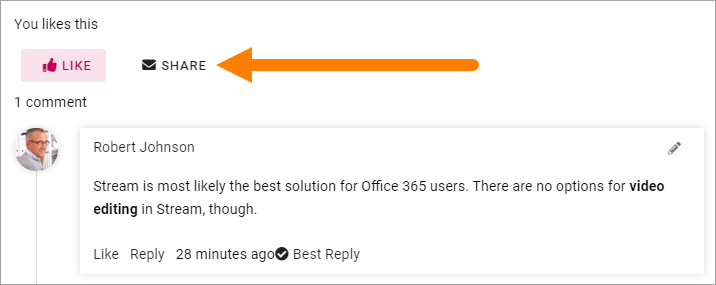 You likes this
LIKE SHARE
1 comment
Robert Johnson
Stream is most likely the best solution for Office 365 users. There are no options for video
editing in Stream, though.
Like Reply 28 minutes ago Best Reply